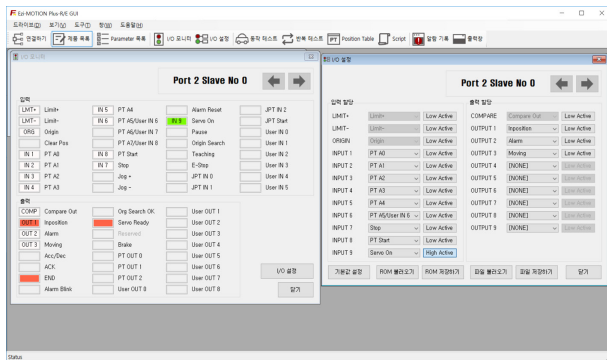 Ezi-MOTION Plus-R/E GUI
드라이브(D) 보기(V) 도구(T) 창(W) 도움말(H)
연결하기 제품 목록 Parameter 목록 I/O 모니터 I/O 설정 동작 테스트 반복 테스트 PT Position Table Script 알람 기록 출력창
I/O 모니터
Port 2 Slave No 0
입력
LMT+ Limit+ IN 5 PT A4 Alarm Reset JPT IN 2
LMT- Limit- IN 6 PT A5/User IN 6 IN 9 Servo On JPT Start
ORG Origin PT A6/User IN 7 Pause User IN 0
Clear Pos PT A7/User IN 8 Origin Search User IN 1
IN 1 PT A0 IN 8 PT Start Teaching User IN 2
IN 2 PT A1 IN 7 Stop E-Stop User IN 3
IN 3 PT A2 Jog + JPT IN 0 User IN 4
IN 4 PT A3 Jog - JPT IN 1 User IN 5
출력
COMP Compare Out Org Search OK User OUT 1
OUT 1 Inposition Servo Ready User OUT 2
OUT 2 Alarm Reserved User OUT 3
OUT 3 Moving Brake User OUT 4
Acc/Dec PT OUT 0 User OUT 5
ACK PT OUT 1 User OUT 6
END PT OUT 2 User OUT 7
Alarm Blink User OUT 0 User OUT 8
I/O 설정
닫기
I/O 설정
Port 2 Slave No 0
입력 할당 출력 할당
LIMIT+ Limit+ Low Active COMPARE Compare Out Low Active
LIMIT- Limit- Low Active OUTPUT 1 Inposition Low Active
ORIGIN Origin Low Active OUTPUT 2 Alarm Low Active
INPUT 1 PT A0 Low Active OUTPUT 3 Moving Low Active
INPUT 2 PT A1 Low Active OUTPUT 4 [NONE] Low Active
INPUT 3 PT A2 Low Active OUTPUT 5 [NONE] Low Active
INPUT 4 PT A3 Low Active OUTPUT 6 [NONE] Low Active
INPUT 5 PT A4 Low Active OUTPUT 7 [NONE] Low Active
INPUT 6 PT A5/User IN 6 Low Active OUTPUT 8 [NONE] Low Active
INPUT 7 Stop Low Active OUTPUT 9 [NONE] Low Active
INPUT 8 PT Start Low Active
INPUT 9 Servo On High Active
기본값 설정 ROM 불러오기 ROM 저장하기 파일 불러오기 파일 저장하기 닫기
Status